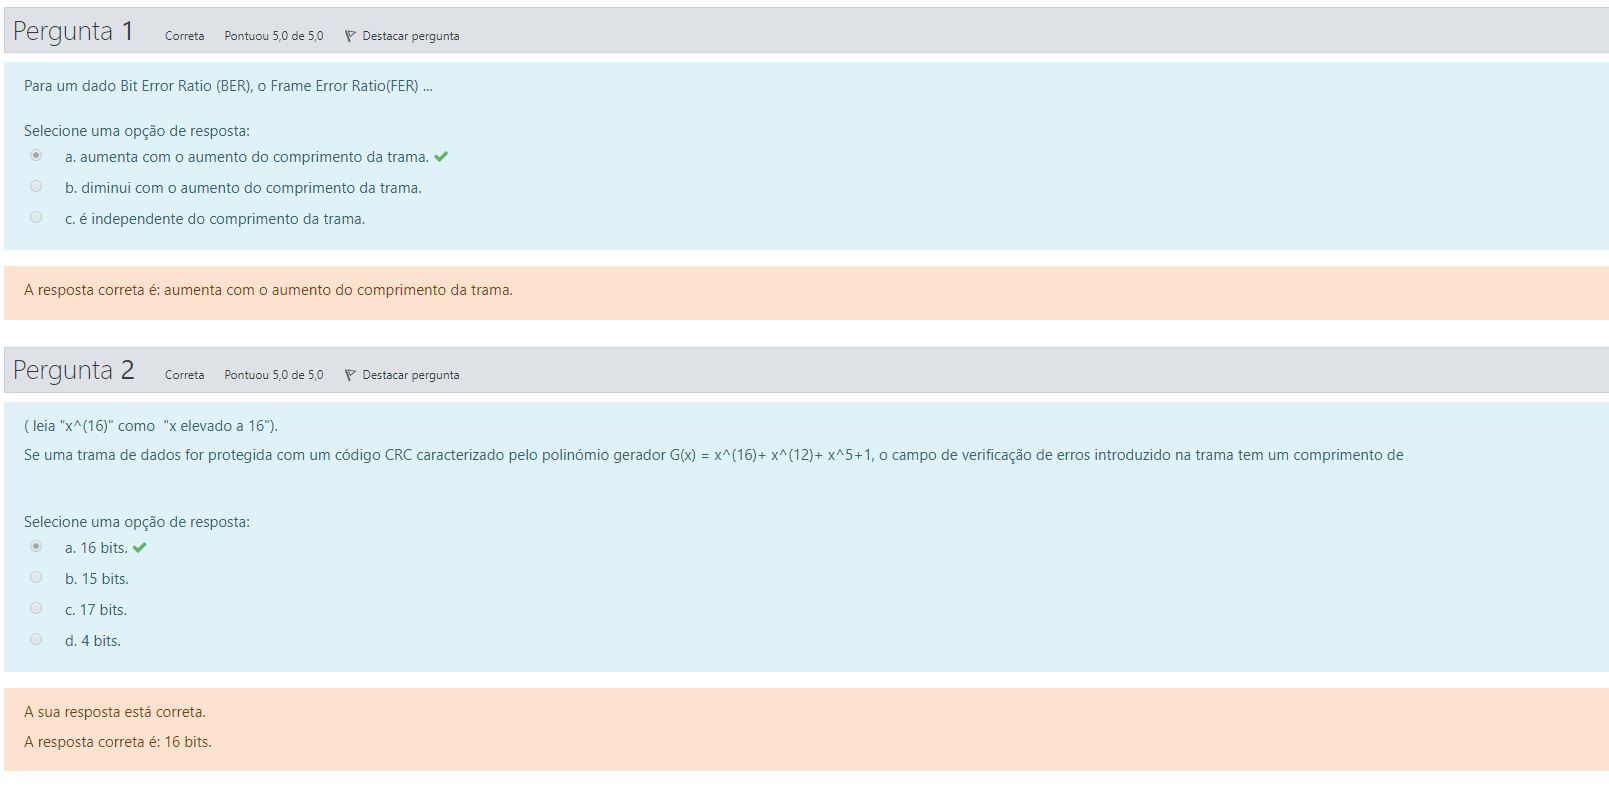 Pergunta 1 Correta Pontuou 5,0 de 5,0 Destacar pergunta
Para um dado Bit Error Ratio (BER), o Frame Error Ratio(FER) ...
Selecione uma opção de resposta:
a. aumenta com o aumento do comprimento da trama.
b. diminui com o aumento do comprimento da trama.
c. é independente do comprimento da trama.
A resposta correta é: aumenta com o aumento do comprimento da trama.
Pergunta 2 Correta Pontuou 5,0 de 5,0 Destacar pergunta
( leia "x^(16)" como "x elevado a 16").
Se uma trama de dados for protegida com um código CRC caracterizado pelo polinómio gerador G(x) = x^(16)+ x^(12)+ x^5+1, o campo de verificação de erros introduzido na trama tem um comprimento de
Selecione uma opção de resposta:
a. 16 bits.
b. 15 bits.
c. 17 bits.
d. 4 bits.
A sua resposta está correta.
A resposta correta é: 16 bits.